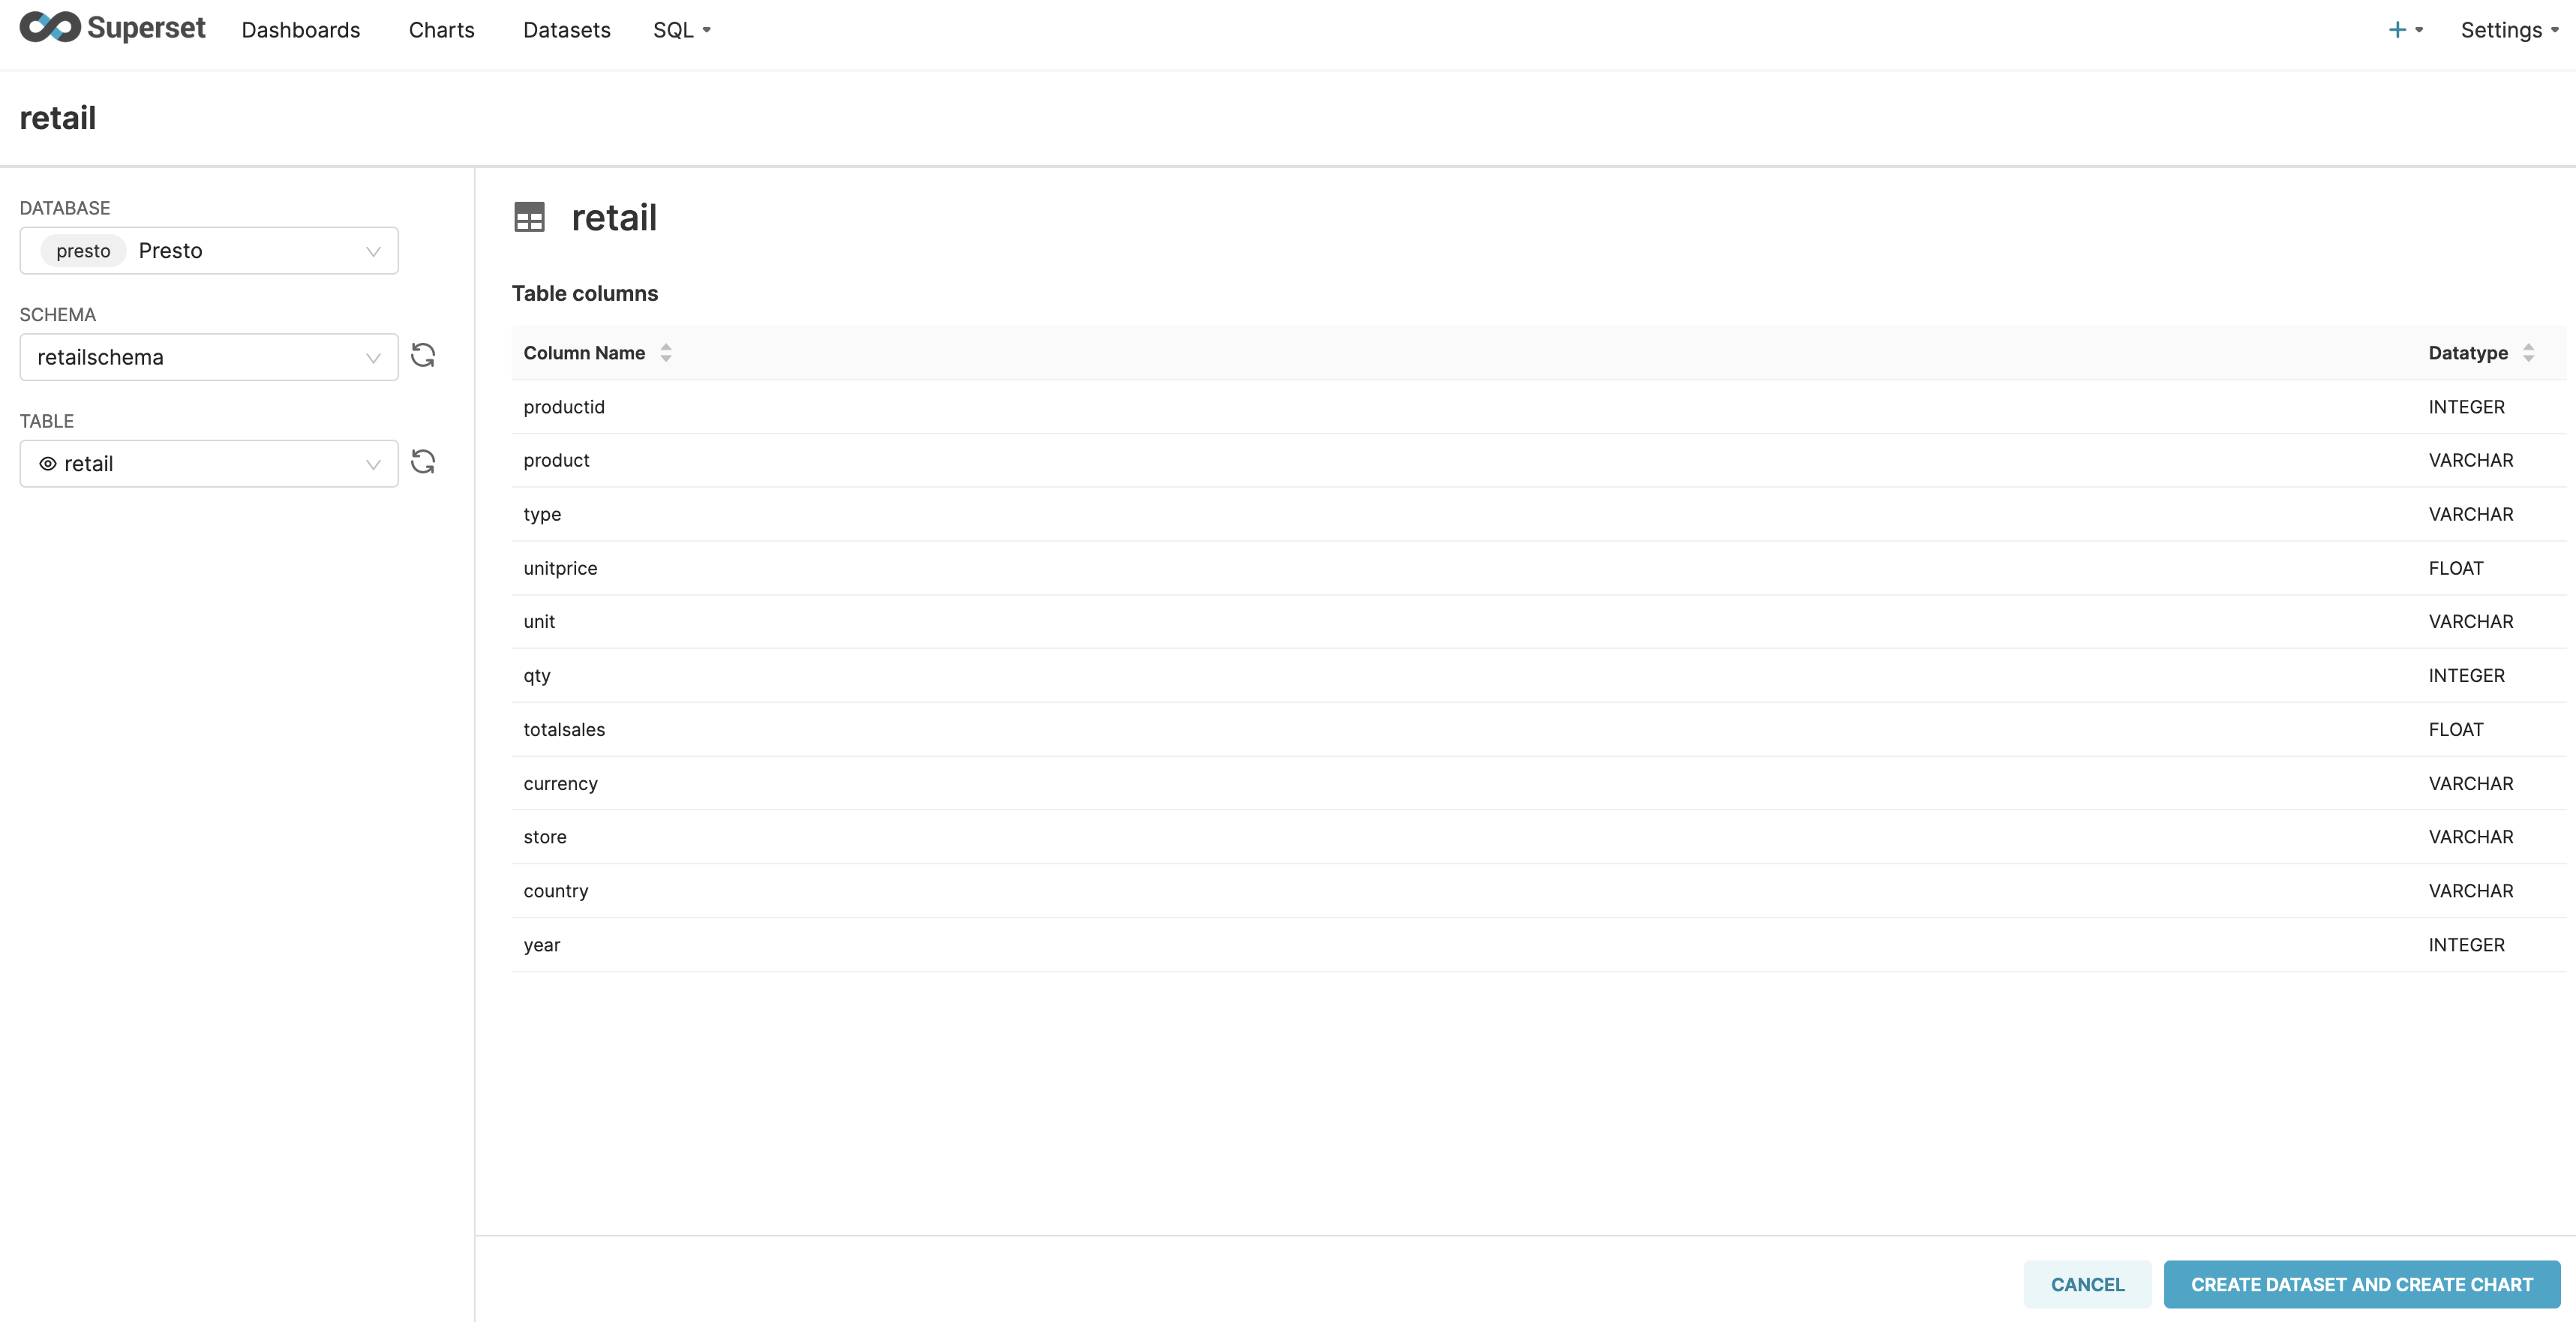 Superset Dashboards Charts Datasets SQL + Settings
retail
DATABASE
presto Presto
SCHEMA
retailschema
TABLE
retail
retail
Table columns
Column Name Datatype
productid INTEGER
product VARCHAR
type VARCHAR
unitprice FLOAT
unit VARCHAR
qty INTEGER
totalsales FLOAT
currency VARCHAR
store VARCHAR
country VARCHAR
year INTEGER
CANCEL CREATE DATASET AND CREATE CHART